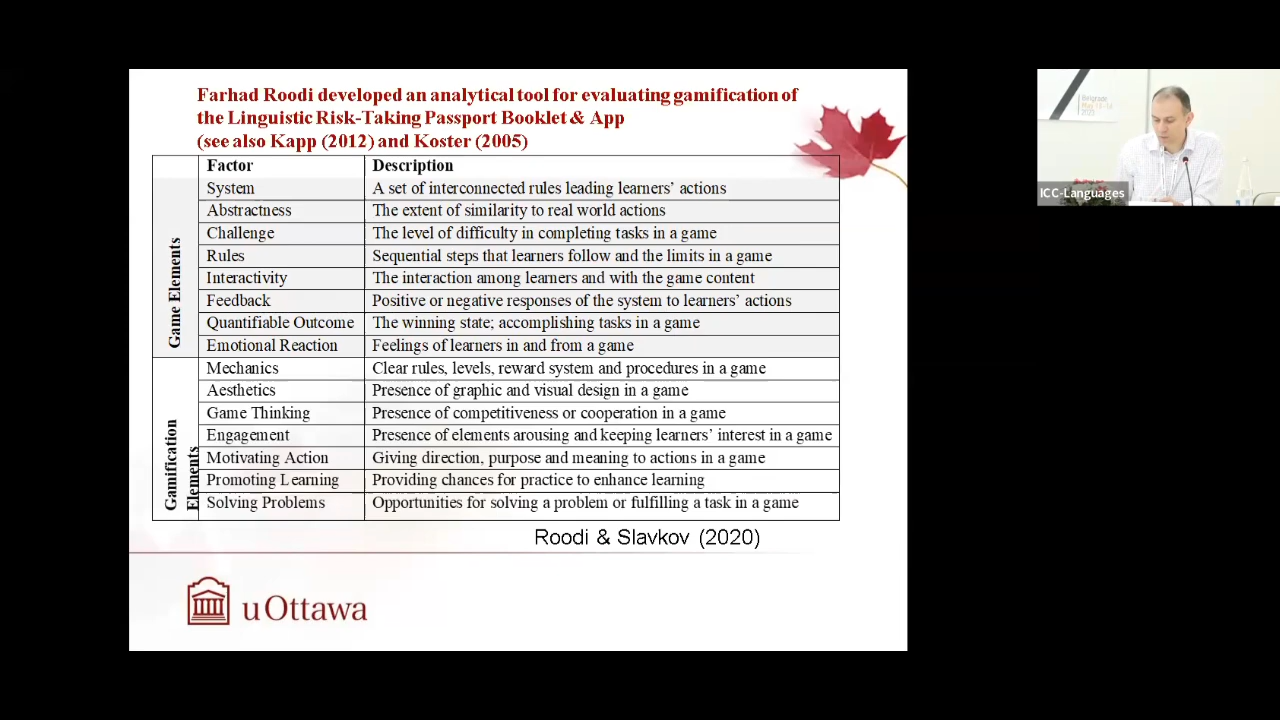 Farhad Roodi developed an analytical tool for evaluating gamification of
the Linguistic Risk-Taking Passport Booklet & App
(see also Kapp (2012) and Koster (2005)
Factor Description
Game Elements
System A set of interconnected rules leading learners' actions
Abstractness The extent of similarity to real world actions
Challenge The level of difficulty in completing tasks in a game
Rules Sequential steps that learners follow and the limits in a game
Interactivity The interaction among learners and with the game content
Feedback Positive or negative responses of the system to learners' actions
Quantifiable Outcome The winning state; accomplishing tasks in a game
Emotional Reaction Feelings of learners in and from a game
Gamification
Elements
Mechanics Clear rules, levels, reward system and procedures in a game
Aesthetics Presence of graphic and visual design in a game
Game Thinking Presence of competitiveness or cooperation in a game
Engagement Presence of elements arousing and keeping learners' interest in a game
Motivating Action Giving direction, purpose and meaning to actions in a game
Promoting Learning Providing chances for practice to enhance learning
Solving Problems Opportunities for solving a problem or fulfilling a task in a game
Roodi & Slavkov (2020)
uOttawa
Belgrade
ICC-Languages